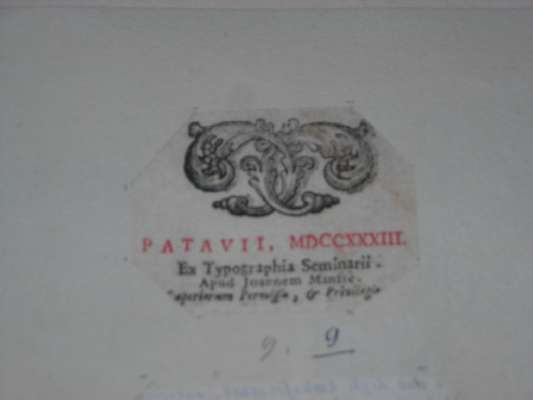 PATAVII, MDCCXXXIII.
Ex Typographia Seminarii.
Apud Joannem Manfrè.
Superiorum Permissu, & Privilegio
9. 9